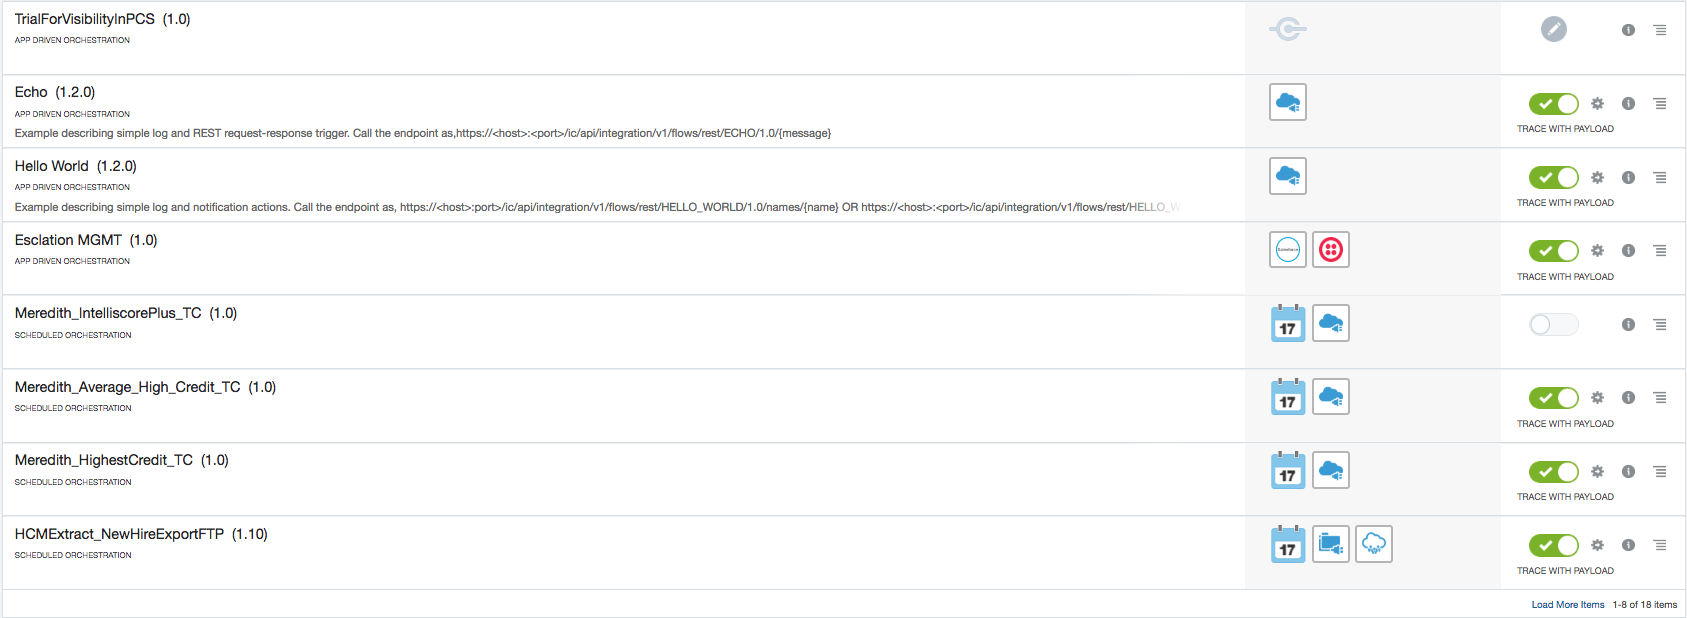 TrialForVisibilityInPCS (1.0)
APP DRIVEN ORCHESTRATION
Echo (1.2.0)
APP DRIVEN ORCHESTRATION
Example describing simple log and REST request-response trigger. Call the endpoint as,https://<host>:<port>/ic/api/integration/v1/flows/rest/ECHO/1.0/{message}
TRACE WITH PAYLOAD
Hello World (1.2.0)
APP DRIVEN ORCHESTRATION
Example describing simple log and notification actions. Call the endpoint as, https://<host>:port>/ic/api/integration/v1/flows/rest/HELLO_WORLD/1.0/names/{name} OR https://<host>:<port>/ic/api/integration/v1/flows/rest/HELLO_W
TRACE WITH PAYLOAD
Esclation MGMT (1.0)
APP DRIVEN ORCHESTRATION
TRACE WITH PAYLOAD
Meredith_IntelliscorePlus_TC (1.0)
SCHEDULED ORCHESTRATION
17
Meredith_Average_High_Credit_TC (1.0)
SCHEDULED ORCHESTRATION
17
TRACE WITH PAYLOAD
Meredith_HighestCredit_TC (1.0)
SCHEDULED ORCHESTRATION
17
TRACE WITH PAYLOAD
HCMExtract_NewHireExportFTP (1.10)
SCHEDULED ORCHESTRATION
17
TRACE WITH PAYLOAD
Load More Items 1-8 of 18 items